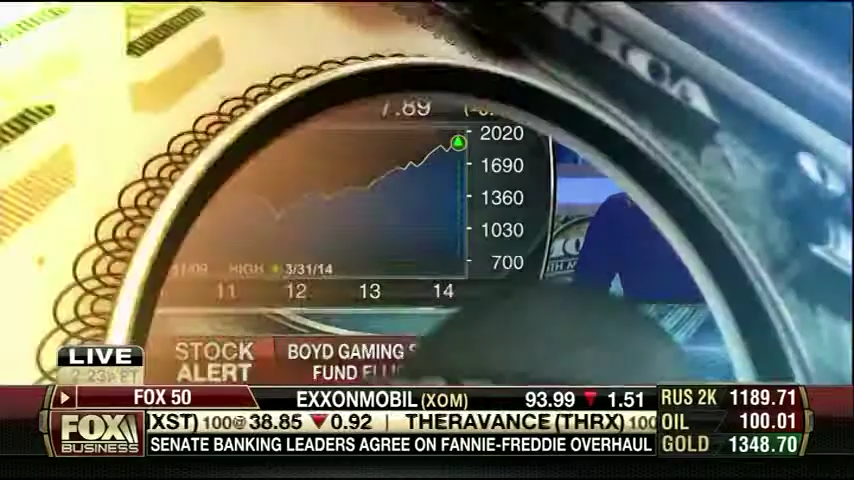 7.89
2020
1690
1360
1030
700
HIGH 3/31/14
11 12 13 14
STOCK ALERT
BOYD GAMING
FUND
LIVE
FOX 50
EXXONMOBIL (XOM) 93.99 ▼ 1.51
RUS 2K 1189.71
FOX BUSINESS
(XST) 100@ 38.85 ▼0.92 | THERAVANCE (THRX) 100
OIL 100.01
SENATE BANKING LEADERS AGREE ON FANNIE-FREDDIE OVERHAUL
GOLD 1348.70